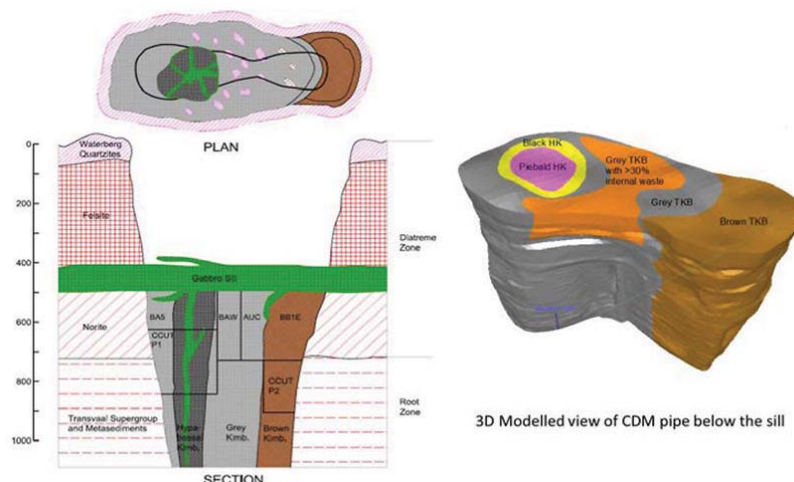 PLAN
0
200
400
600
800
1000
Waterberg
Quartzites
Felsite
Gabbro Sill
Norite
BA5
CCUT
P1
BAW
AUC
BB1E
CCUT
P2
Transvaal Supergroup
and Metasediments
Hypa-
byssal
Kimb.
Grey
Kimb.
Brown
Kimb.
Diatreme
Zone
Root
Zone
SECTION
Black HK
Piebald HK
Grey TKB
with >30%
internal waste
Grey TKB
Brown TKB
3D Modelled view of CDM pipe below the sill